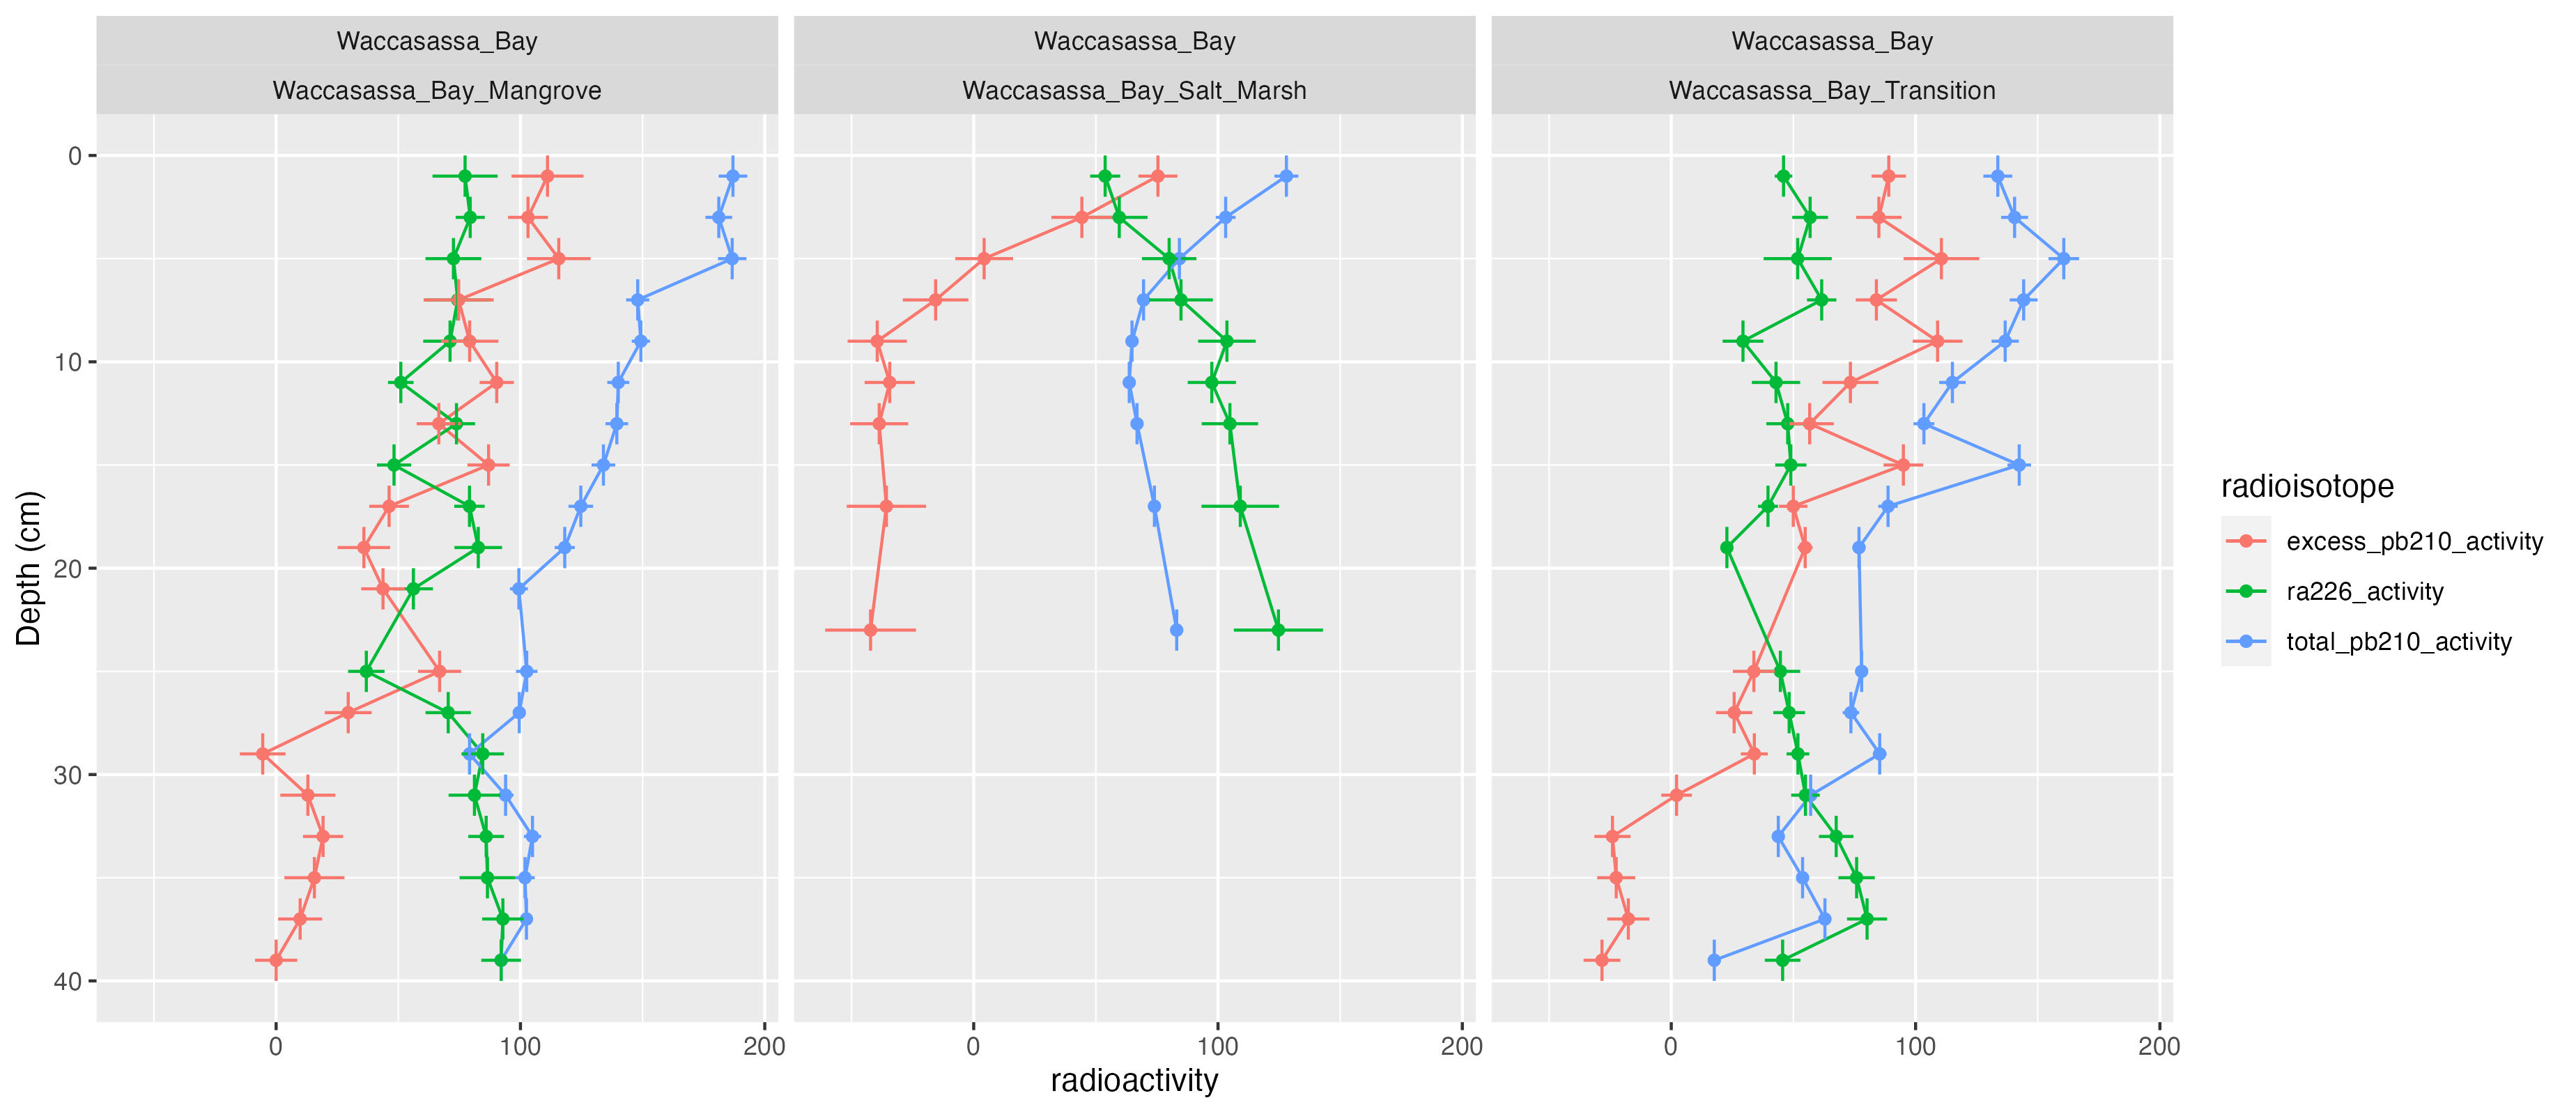 Waccasassa_Bay Waccasassa_Bay Waccasassa_Bay
Waccasassa_Bay_Mangrove Waccasassa_Bay_Salt_Marsh Waccasassa_Bay_Transition
0
10
20
30
40
Depth (cm)
0 100 200 0 100 200 0 100 200
radioactivity
radioisotope
excess_pb210_activity
ra226_activity
total_pb210_activity